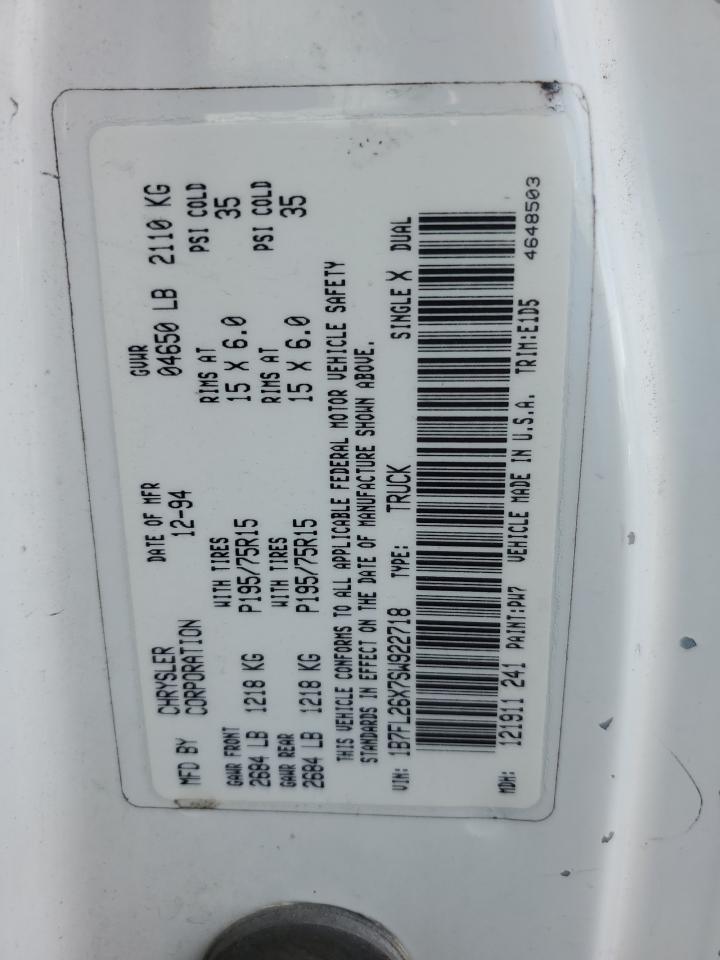 MFD BY CHRYSLER CORPORATION DATE OF MFR 12-94 GVWR 04650 LB 2110 KG
GAWR FRONT WITH TIRES RIMS AT PSI COLD
2684 LB 1218 KG P195/75R15 15 X 6.0 35
GAWR REAR WITH TIRES RIMS AT PSI COLD
2684 LB 1218 KG P195/75R15 15 X 6.0 35
THIS VEHICLE CONFORMS TO ALL APPLICABLE FEDERAL MOTOR VEHICLE SAFETY
STANDARDS IN EFFECT ON THE DATE OF MANUFACTURE SHOWN ABOVE.
VIN: 1B7FL26X7SW922718 TYPE: TRUCK SINGLE X DUAL
MDH: 121911 241 PAINT:PW7 VEHICLE MADE IN U.S.A. TRIM:E1D5
4648503